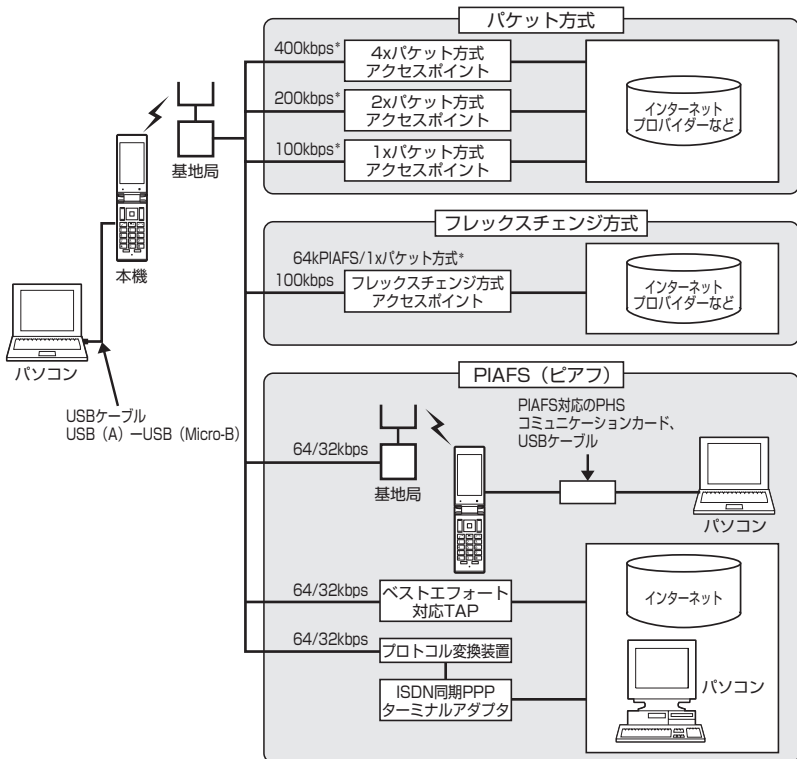 パケット方式
400kbps*
4xパケット方式
アクセスポイント
200kbps*
2xパケット方式
アクセスポイント
100kbps*
1xパケット方式
アクセスポイント
インターネット
プロバイダーなど
基地局
本機
パソコン
USBケーブル
USB（A）ーUSB（Micro-B）
フレックスチェンジ方式
64kPIAFS/1xパケット方式*
100kbps
フレックスチェンジ方式
アクセスポイント
インターネット
プロバイダーなど
PIAFS（ピアフ）
64/32kbps
基地局
PIAFS対応のPHS
コミュニケーションカード、
USBケーブル
パソコン
64/32kbps
ベストエフォート
対応TAP
インターネット
64/32kbps
プロトコル変換装置
ISDN同期PPP
ターミナルアダプタ
パソコン